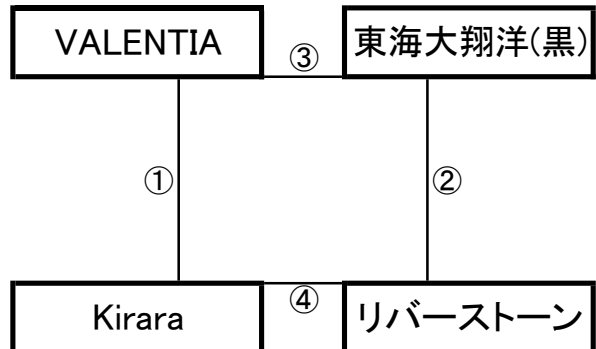 VALENTIA
③
東海大翔洋(黒)
①
②
Kirara
④
リバーストーン